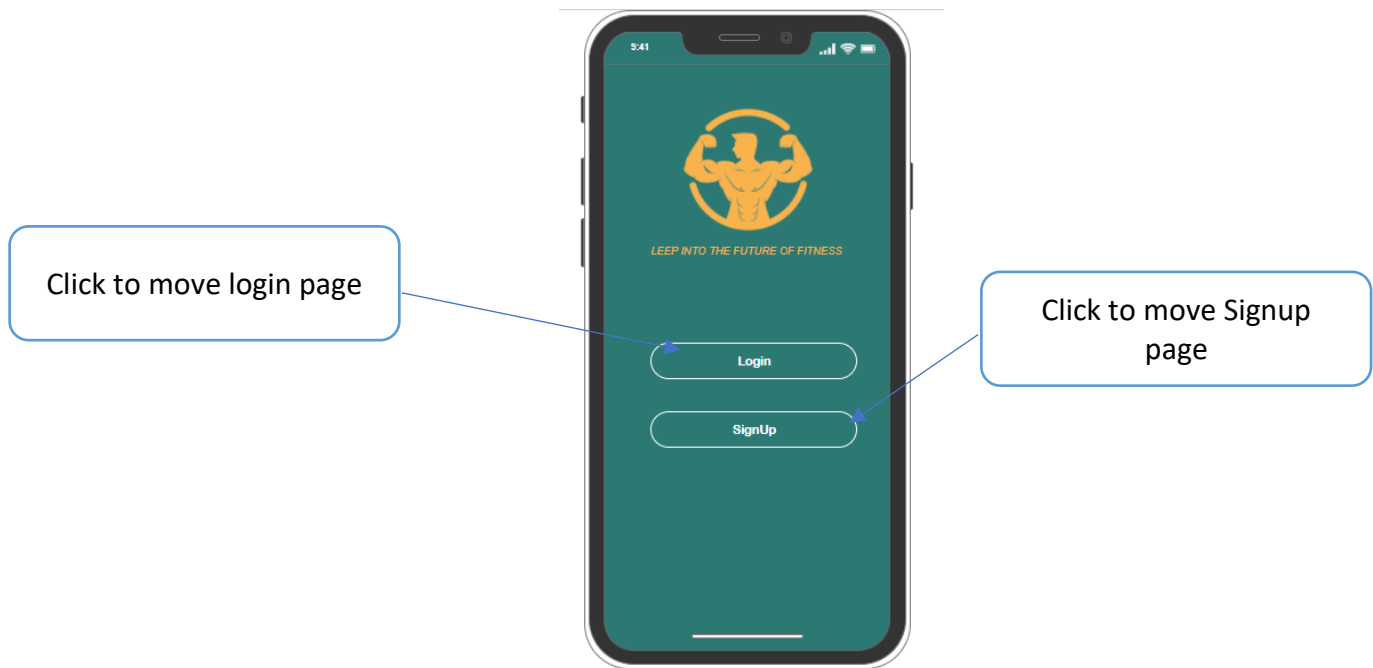 9:41
LEEP INTO THE FUTURE OF FITNESS
Click to move login page
Click to move Signup
page
Login
SignUp